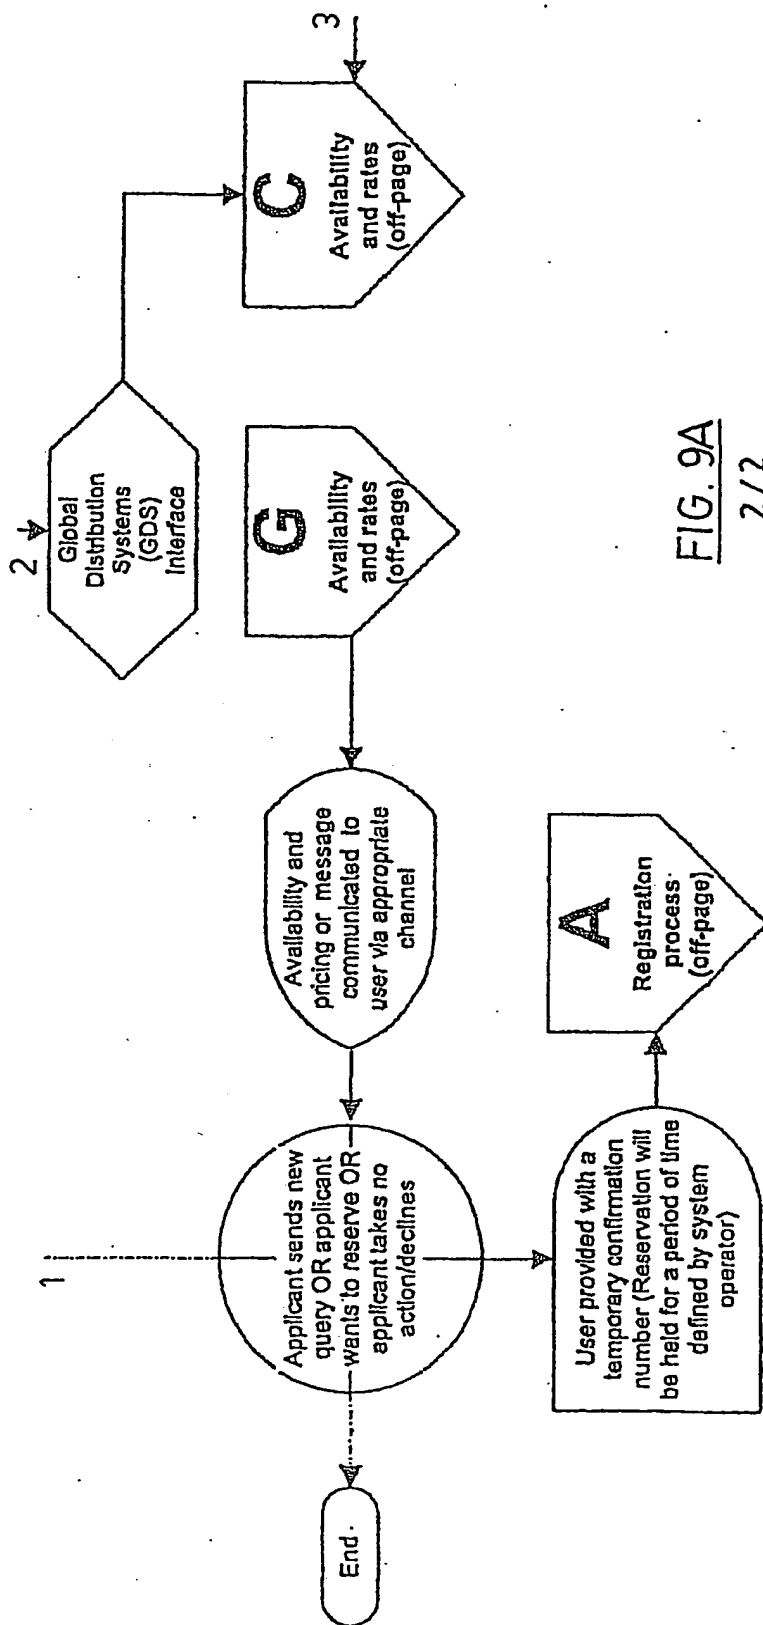 1
2
3
Global
Distribution
Systems
(GDS)
Interface
C
Availability
and rates
(off-page)
G
Availability
and rates
(off-page)
Availability and
pricing or message
communicated to
user via appropriate
channel
Applicant sends new
query OR applicant
wants to reserve OR
applicant takes no
action/declines
End.
User provided with a
temporary confirmation
number (Reservation will
be held for a period of time
defined by system
operator)
A
Registration
process
(off-page)
FIG. 9A
2/2